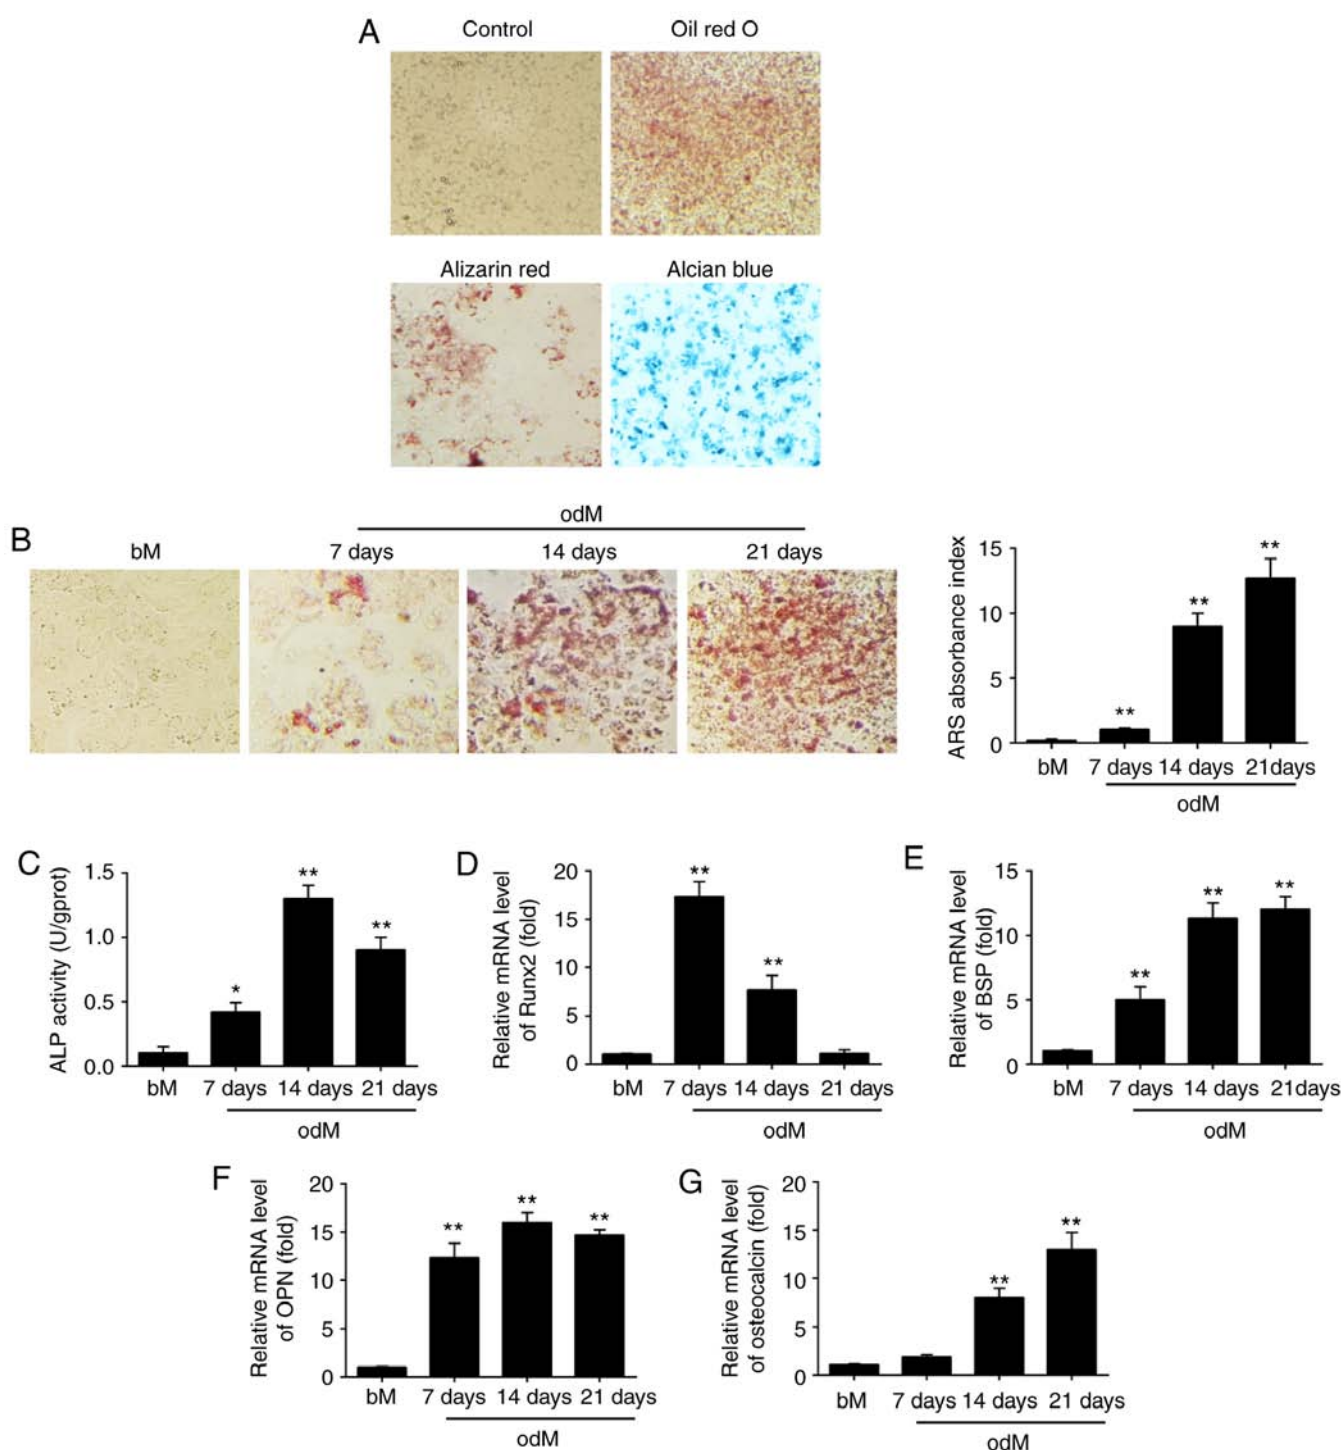 A
Control
Oil red O
Alizarin red
Alcian blue
B
odM
bM
7 days
14 days
21 days
ARS absorbance index
15
10
5
0
bM
7 days
14 days
21days
odM
C
ALP activity (U/gprot)
1.5
1.0
0.5
0.0
*
**
**
bM
7 days
14 days
21 days
odM
D
Relative mRNA level
of Runx2 (fold)
20
15
10
5
0
**
**
bM
7 days
14 days
21 days
odM
E
Relative mRNA level
of BSP (fold)
15
10
5
0
**
**
**
bM
7 days
14 days
21days
odM
F
Relative mRNA level
of OPN (fold)
20
15
10
5
0
**
**
**
bM
7 days
14 days
21 days
odM
G
Relative mRNA level
of osteocalcin (fold)
20
15
10
5
0
**
**
bM
7 days
14 days
21 days
odM